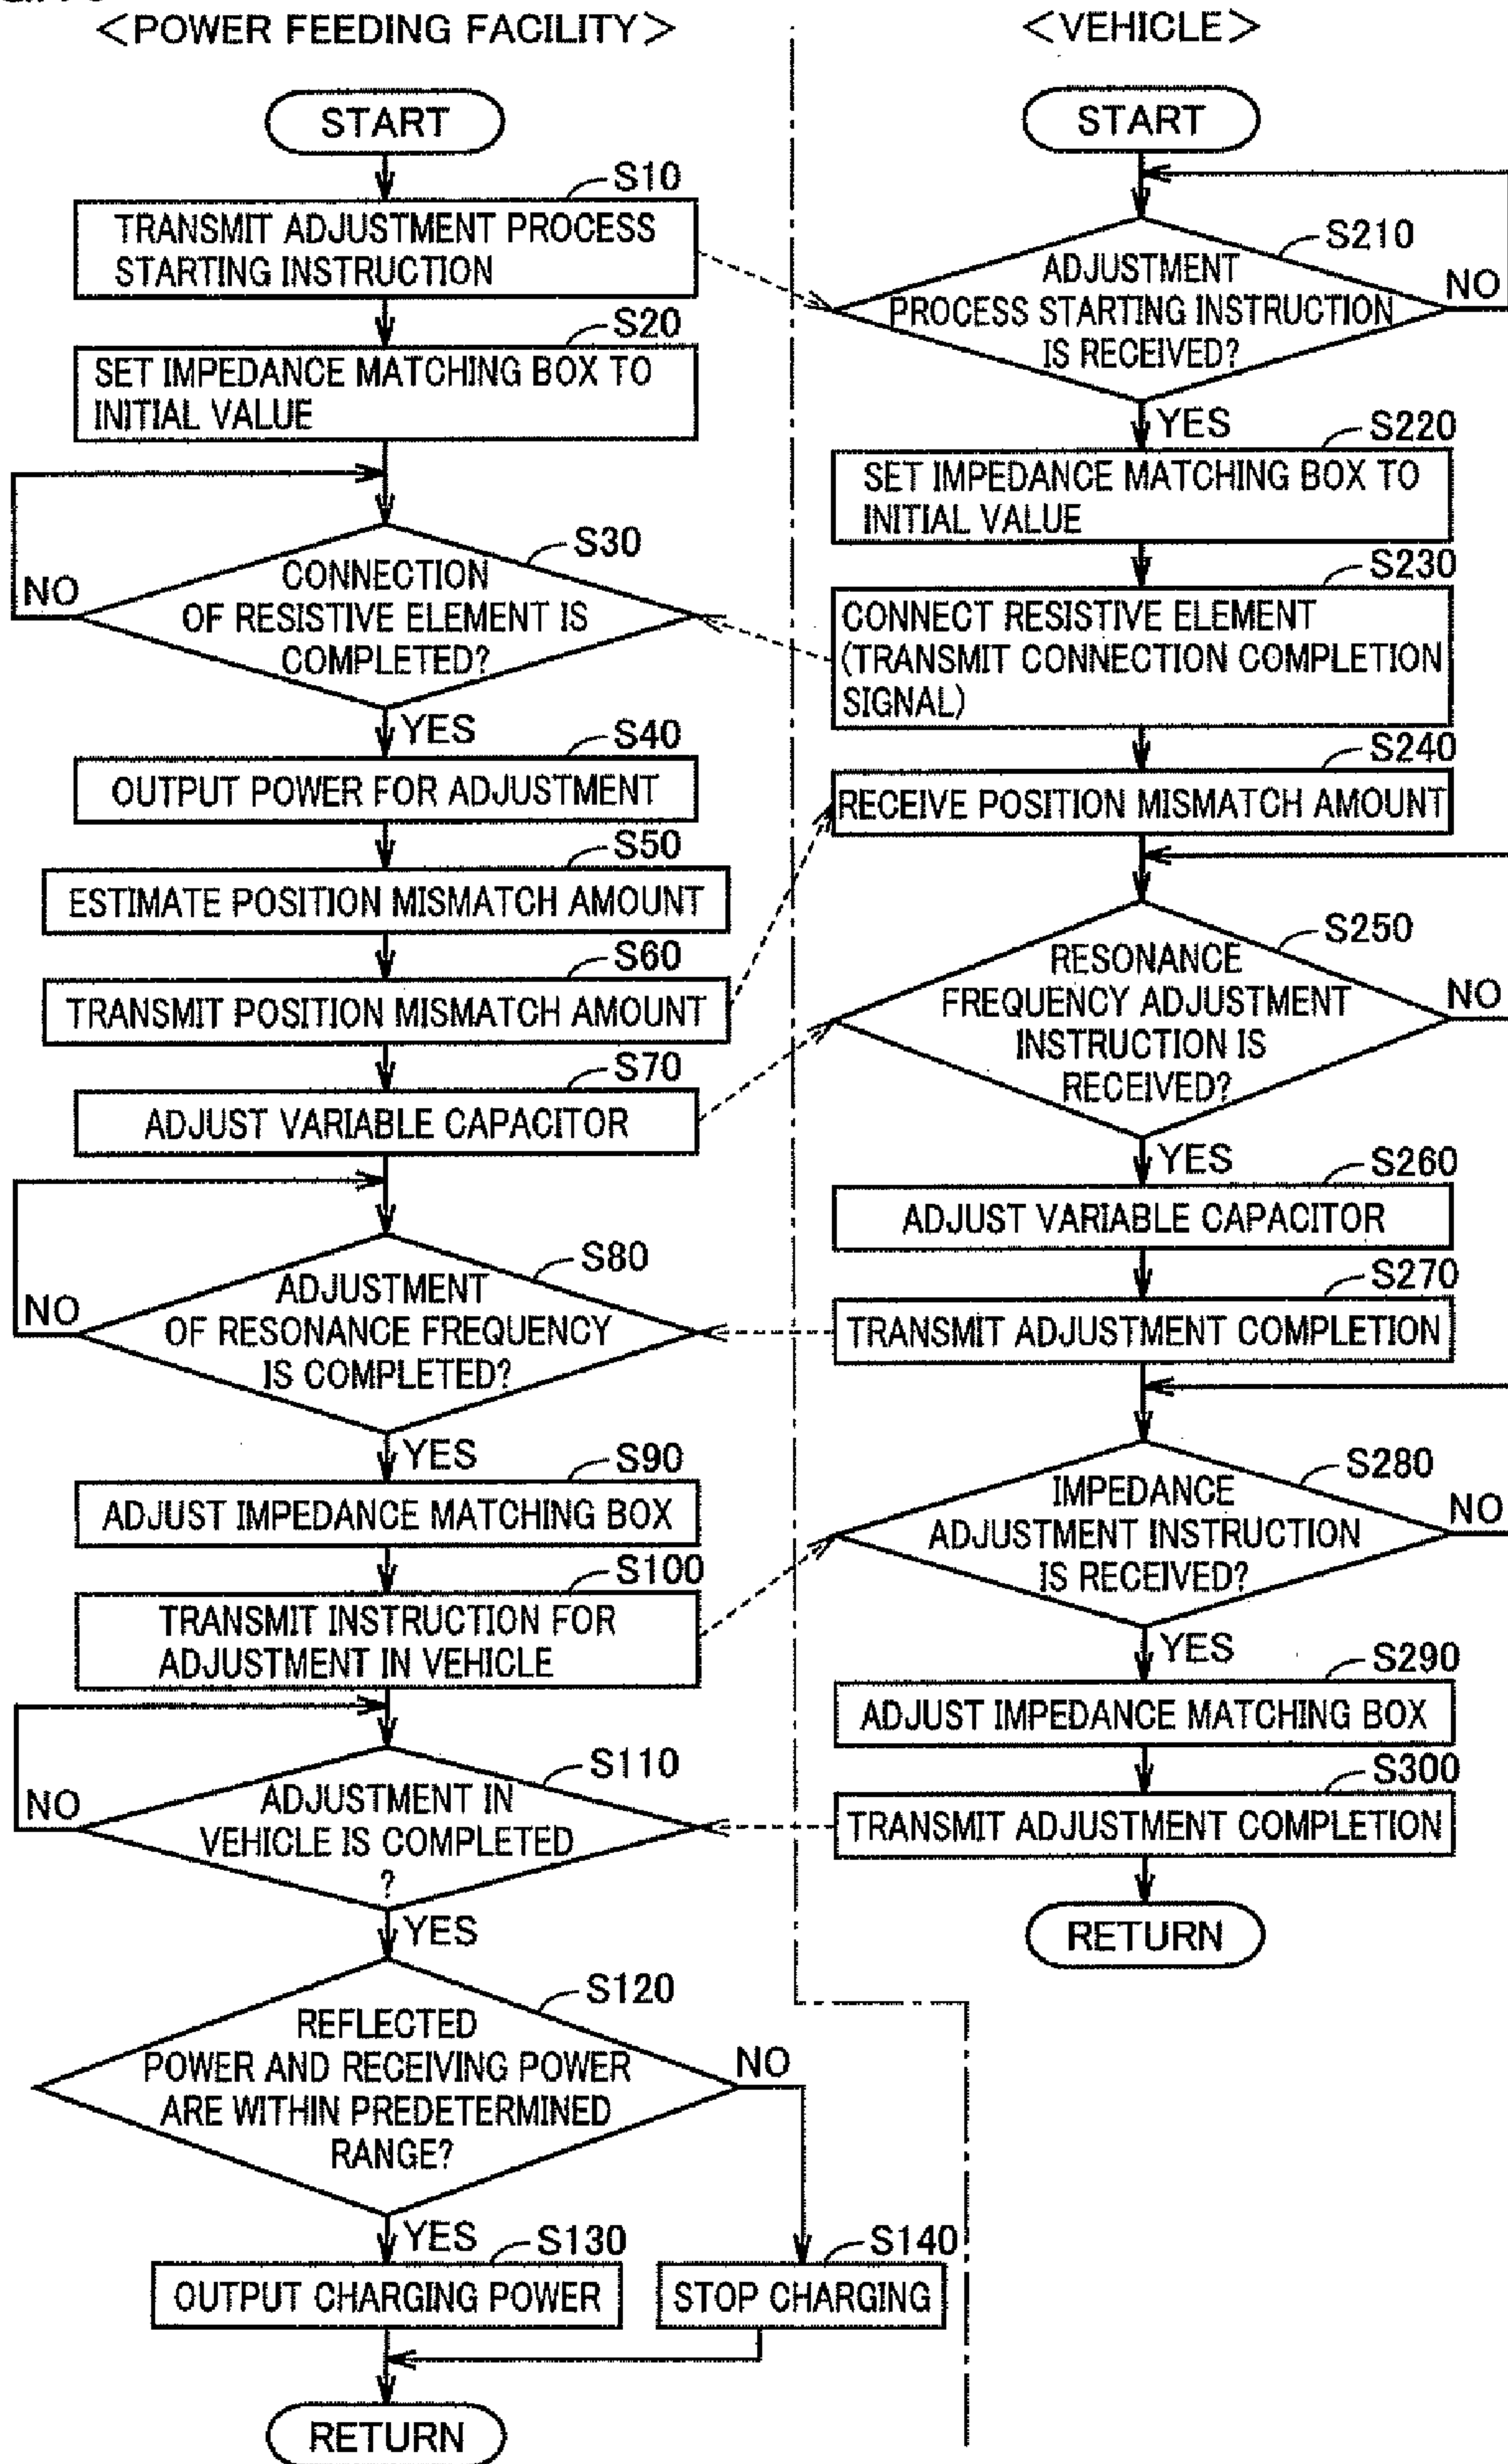 <POWER FEEDING FACILITY>
START
S10
TRANSMIT ADJUSTMENT PROCESS
STARTING INSTRUCTION
S20
SET IMPEDANCE MATCHING BOX TO
INITIAL VALUE
S30
CONNECTION
OF RESISTIVE ELEMENT IS
COMPLETED?
NO
YES
S40
OUTPUT POWER FOR ADJUSTMENT
S50
ESTIMATE POSITION MISMATCH AMOUNT
S60
TRANSMIT POSITION MISMATCH AMOUNT
S70
ADJUST VARIABLE CAPACITOR
S80
ADJUSTMENT
OF RESONANCE FREQUENCY
IS COMPLETED?
NO
YES
S90
ADJUST IMPEDANCE MATCHING BOX
S100
TRANSMIT INSTRUCTION FOR
ADJUSTMENT IN VEHICLE
S110
ADJUSTMENT IN
VEHICLE IS COMPLETED
?
NO
YES
S120
REFLECTED
POWER AND RECEIVING POWER
ARE WITHIN PREDETERMINED
RANGE?
NO
YES
S130
OUTPUT CHARGING POWER
S140
STOP CHARGING
RETURN
<VEHICLE>
START
S210
ADJUSTMENT
PROCESS STARTING INSTRUCTION
IS RECEIVED?
NO
YES
S220
SET IMPEDANCE MATCHING BOX TO
INITIAL VALUE
S230
CONNECT RESISTIVE ELEMENT
(TRANSMIT CONNECTION COMPLETION
SIGNAL)
S240
RECEIVE POSITION MISMATCH AMOUNT
S250
RESONANCE
FREQUENCY ADJUSTMENT
INSTRUCTION IS
RECEIVED?
NO
YES
S260
ADJUST VARIABLE CAPACITOR
S270
TRANSMIT ADJUSTMENT COMPLETION
S280
IMPEDANCE
ADJUSTMENT INSTRUCTION
IS RECEIVED?
NO
YES
S290
ADJUST IMPEDANCE MATCHING BOX
S300
TRANSMIT ADJUSTMENT COMPLETION
RETURN